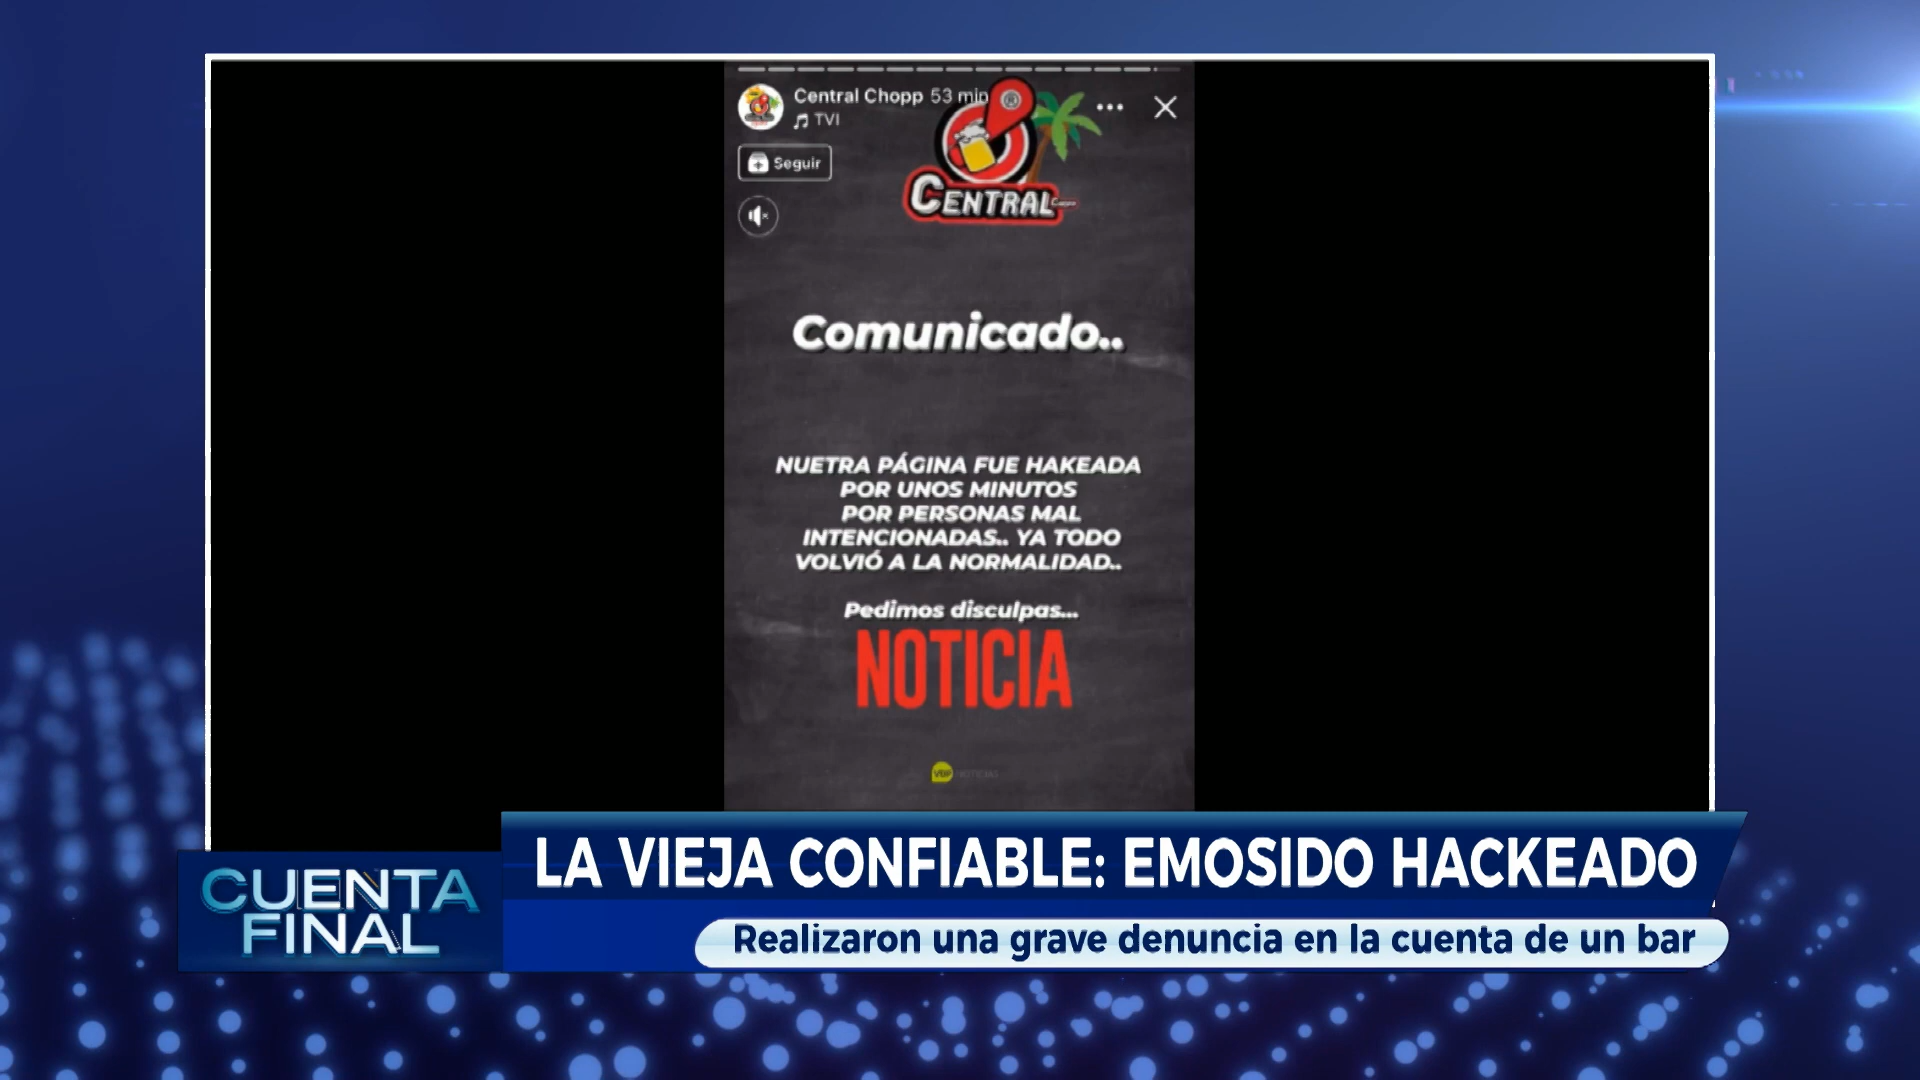 Central Chopp 53 min
TVI
Seguir
CENTRAL
Comunicado..
NUETRA PÁGINA FUE HAKEADA
POR UNOS MINUTOS
POR PERSONAS MAL
INTENCIONADAS.. YA TODO
VOLVIÓ A LA NORMALIDAD..
Pedimos disculpas...
NOTICIA
LA VIEJA CONFIABLE: EMOSIDO HACKEADO
CUENTA
FINAL
Realizaron una grave denuncia en la cuenta de un bar